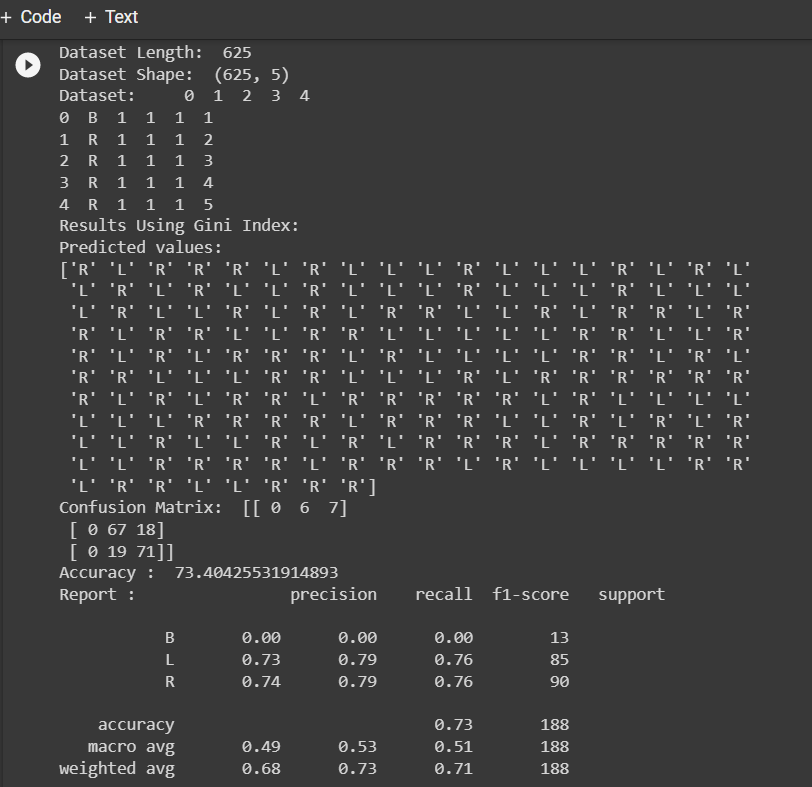 + Code + Text
Dataset Length:  625
Dataset Shape:  (625, 5)
Dataset:     0  1  2  3  4
0  B  1  1  1  1
1  R  1  1  1  2
2  R  1  1  1  3
3  R  1  1  1  4
4  R  1  1  1  5
Results Using Gini Index:
Predicted values:
['R' 'L' 'R' 'R' 'R' 'L' 'R' 'L' 'L' 'L' 'R' 'L' 'L' 'L' 'R' 'L' 'R' 'L'
 'L' 'R' 'L' 'R' 'L' 'L' 'R' 'L' 'L' 'L' 'R' 'L' 'L' 'L' 'R' 'L' 'L' 'L'
 'L' 'R' 'L' 'L' 'R' 'L' 'R' 'L' 'R' 'R' 'L' 'L' 'R' 'L' 'R' 'R' 'L' 'R'
 'R' 'L' 'R' 'R' 'L' 'L' 'R' 'R' 'L' 'L' 'L' 'L' 'L' 'R' 'R' 'L' 'L' 'R'
 'R' 'L' 'R' 'L' 'R' 'R' 'R' 'L' 'R' 'L' 'L' 'L' 'L' 'R' 'R' 'L' 'R' 'L'
 'R' 'R' 'L' 'L' 'L' 'R' 'R' 'L' 'L' 'L' 'R' 'L' 'R' 'R' 'R' 'R' 'R' 'R'
 'R' 'L' 'R' 'L' 'R' 'R' 'L' 'R' 'R' 'R' 'R' 'R' 'L' 'R' 'L' 'L' 'L' 'L'
 'L' 'L' 'L' 'R' 'R' 'R' 'R' 'L' 'R' 'R' 'R' 'L' 'L' 'R' 'L' 'R' 'L' 'R'
 'L' 'L' 'R' 'L' 'L' 'R' 'L' 'R' 'L' 'R' 'R' 'R' 'L' 'R' 'R' 'R' 'R' 'R'
 'L' 'L' 'R' 'R' 'R' 'R' 'L' 'R' 'R' 'R' 'L' 'R' 'L' 'L' 'L' 'L' 'R' 'R'
 'L' 'R' 'R' 'L' 'L' 'R' 'R' 'R']
Confusion Matrix:  [[ 0  6  7]
 [ 0 67 18]
 [ 0 19 71]]
Accuracy :  73.40425531914893
Report :                precision    recall  f1-score   support
B       0.00      0.00      0.00        13
L       0.73      0.79      0.76        85
R       0.74      0.79      0.76        90
accuracy                           0.73       188
macro avg       0.49      0.53      0.51       188
weighted avg       0.68      0.73      0.71       188